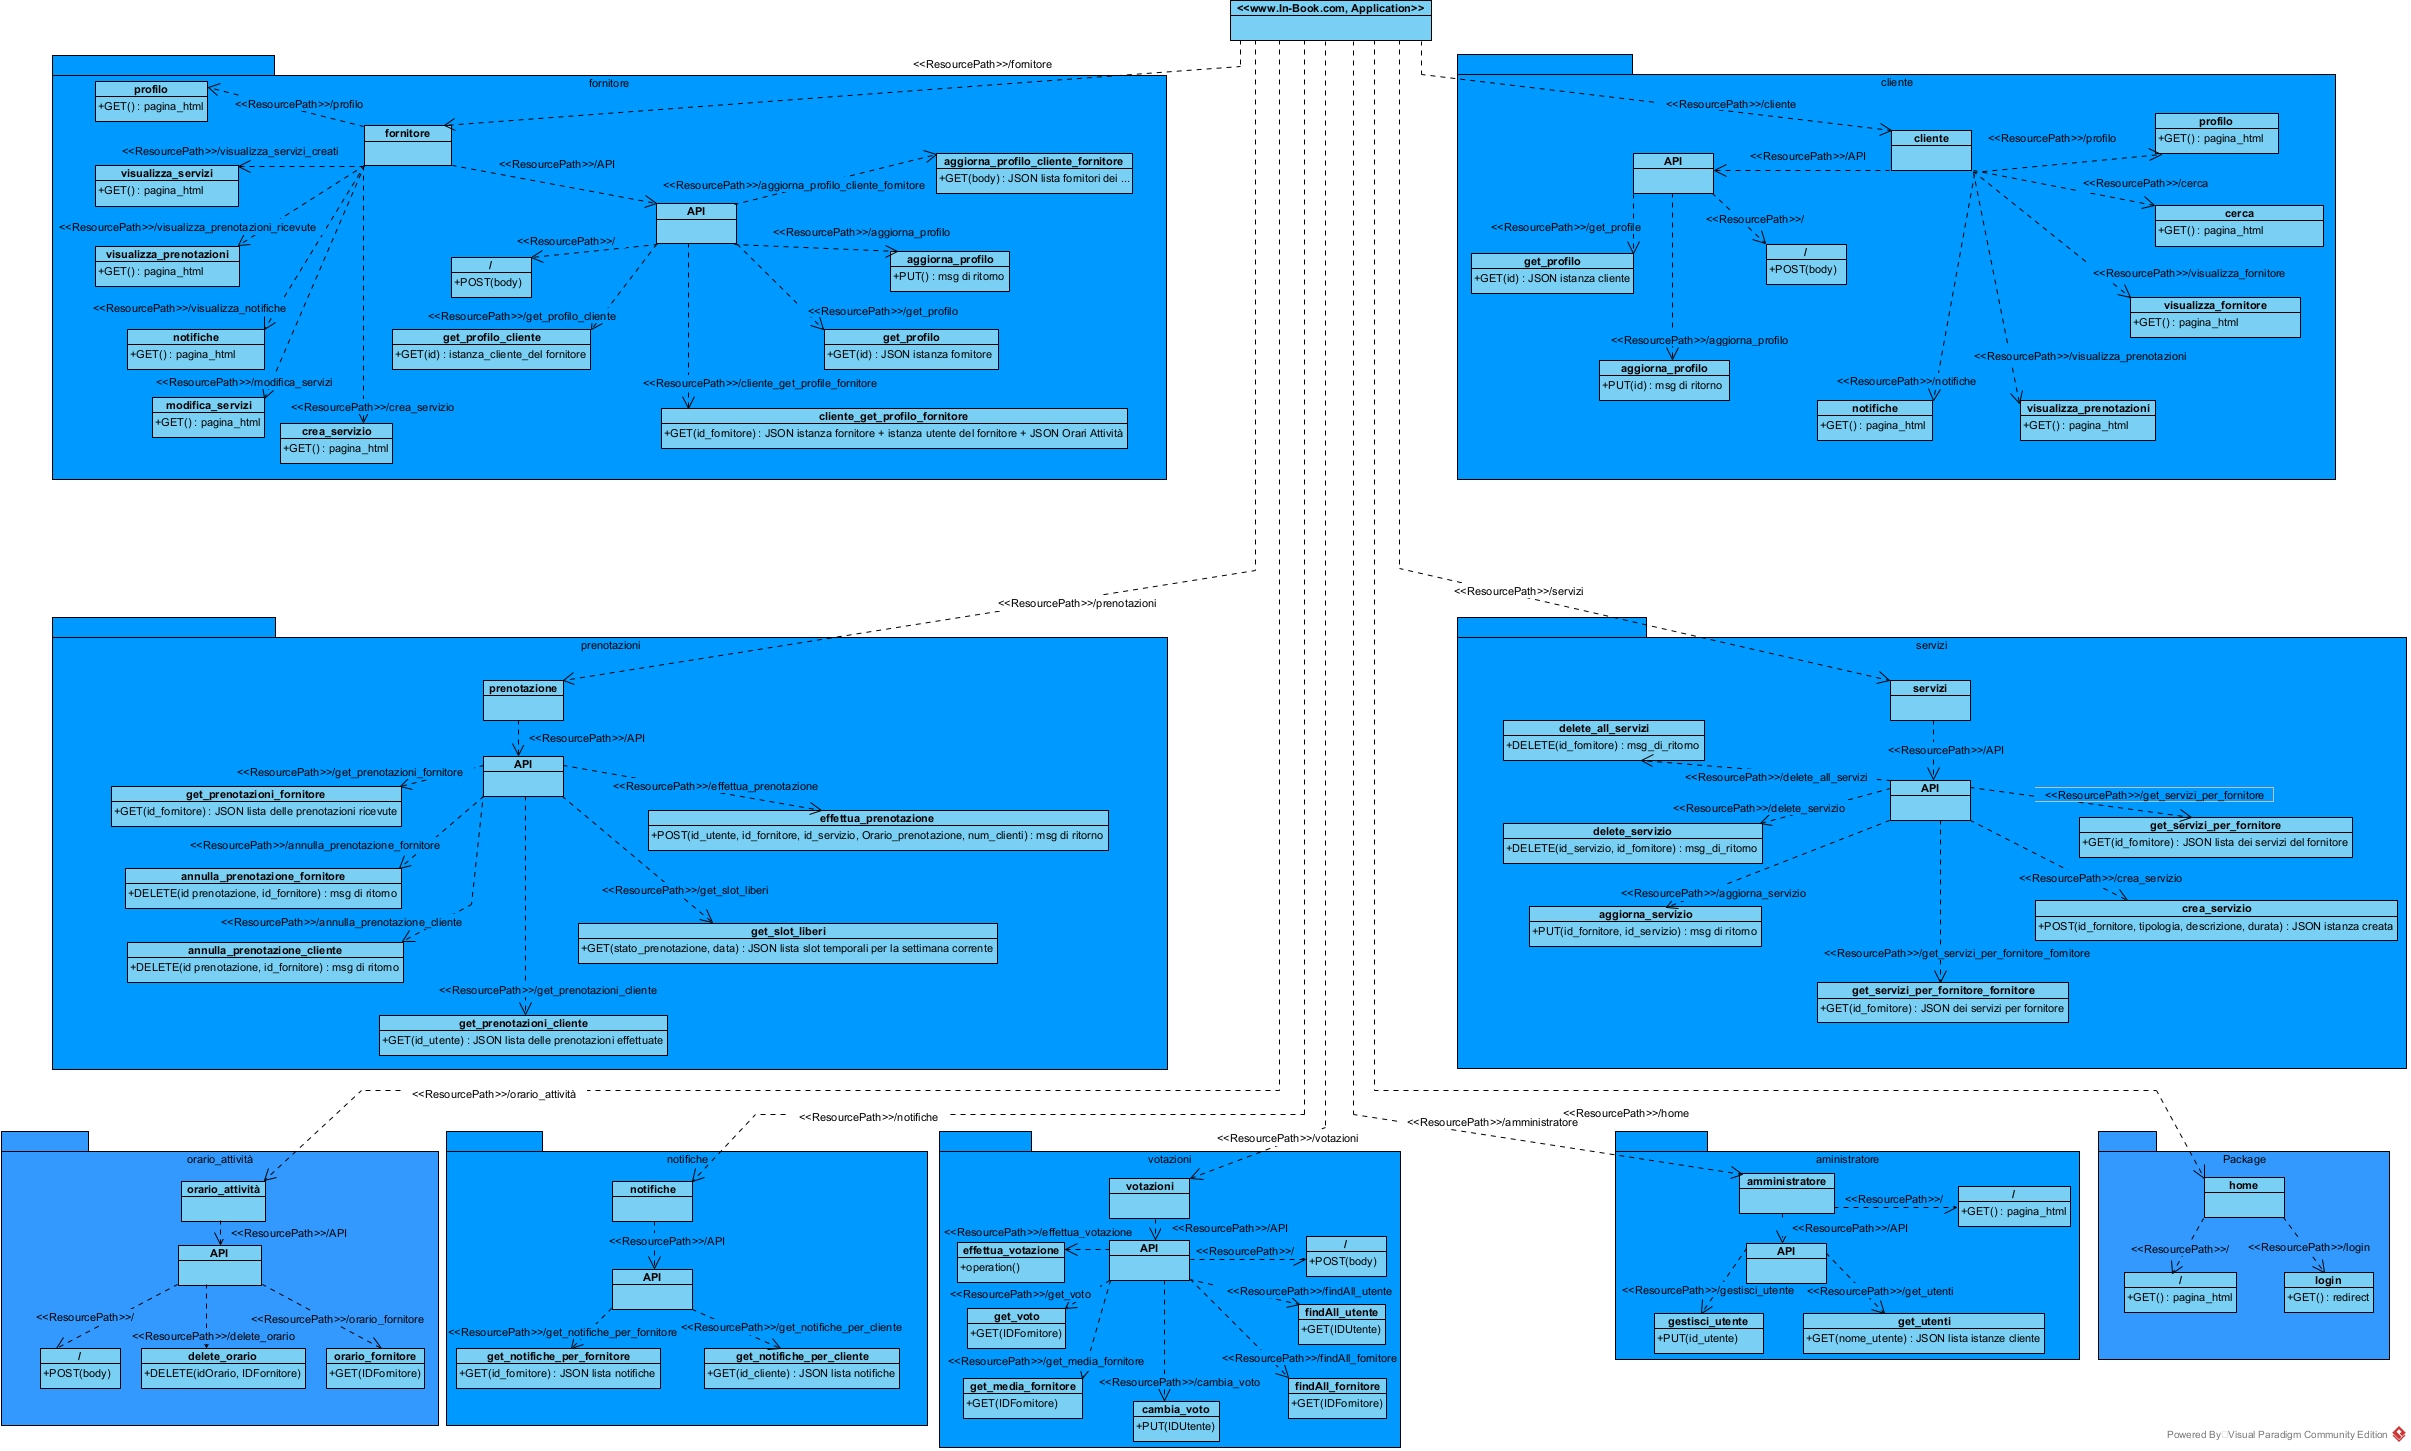 <<www.In-Book.com, Application>>
<<ResourcePath>>/fornitore
fornitore
profilo
+GET() : pagina_html
<<ResourcePath>>/profilo
fornitore
<<ResourcePath>>/visualizza_servizi_creati
visualizza_servizi
+GET() : pagina_html
<<ResourcePath>>/API
<<ResourcePath>>/aggiorna_profilo_cliente_fornitore
aggiorna_profilo_cliente_fornitore
+GET(body) : JSON lista fornitori dei ...
API
<<ResourcePath>>/visualizza_prenotazioni_ricevute
visualizza_prenotazioni
+GET() : pagina_html
<<ResourcePath>>/
/
+POST(body)
<<ResourcePath>>/aggiorna_profilo
aggiorna_profilo
+PUT() : msg di ritorno
<<ResourcePath>>/visualizza_notifiche
notifiche
+GET() : pagina_html
<<ResourcePath>>/get_profilo_cliente
get_profilo_cliente
+GET(id) : istanza_cliente_del fornitore
<<ResourcePath>>/get_profilo
get_profilo
+GET(id) : JSON istanza fornitore
<<ResourcePath>>/modifica_servizi
modifica_servizi
+GET() : pagina_html
<<ResourcePath>>/crea_servizio
crea_servizio
+GET() : pagina_html
<<ResourcePath>>/cliente_get_profile_fornitore
cliente_get_profilo_fornitore
+GET(id_fornitore) : JSON istanza fornitore + istanza utente del fornitore + JSON Orari Attività
cliente
<<ResourcePath>>/cliente
cliente
<<ResourcePath>>/profilo
profilo
+GET() : pagina_html
<<ResourcePath>>/API
API
<<ResourcePath>>/cerca
cerca
+GET() : pagina_html
<<ResourcePath>>/get_profile
get_profilo
+GET(id) : JSON istanza cliente
<<ResourcePath>>/
/
+POST(body)
<<ResourcePath>>/visualizza_fornitore
visualizza_fornitore
+GET() : pagina_html
<<ResourcePath>>/aggiorna_profilo
aggiorna_profilo
+PUT(id) : msg di ritorno
<<ResourcePath>>/notifiche
notifiche
+GET() : pagina_html
<<ResourcePath>>/visualizza_prenotazioni
visualizza_prenotazioni
+GET() : pagina_html
<<ResourcePath>>/prenotazioni
prenotazioni
prenotazione
<<ResourcePath>>/API
API
<<ResourcePath>>/get_prenotazioni_fornitore
get_prenotazioni_fornitore
+GET(id_fornitore) : JSON lista delle prenotazioni ricevute
<<ResourcePath>>/effettua_prenotazione
effettua_prenotazione
+POST(id_utente, id_fornitore, id_servizio, Orario_prenotazione, num_clienti) : msg di ritorno
<<ResourcePath>>/annulla_prenotazione_fornitore
annulla_prenotazione_fornitore
+DELETE(id prenotazione, id_fornitore) : msg di ritorno
<<ResourcePath>>/annulla_prenotazione_cliente
annulla_prenotazione_cliente
+DELETE(id prenotazione, id_fornitore) : msg di ritorno
<<ResourcePath>>/get_slot_liberi
get_slot_liberi
+GET(stato_prenotazione, data) : JSON lista slot temporali per la settimana corrente
<<ResourcePath>>/get_prenotazioni_cliente
get_prenotazioni_cliente
+GET(id_utente) : JSON lista delle prenotazioni effettuate
<<ResourcePath>>/servizi
servizi
servizi
<<ResourcePath>>/API
API
delete_all_servizi
+DELETE(id_fornitore) : msg_di_ritorno
<<ResourcePath>>/delete_all_servizi
<<ResourcePath>>/delete_servizio
delete_servizio
+DELETE(id_servizio, id_fornitore) : msg_di_ritorno
<<ResourcePath>>/get_servizi_per_fornitore
get_servizi_per_fornitore
+GET(id_fornitore) : JSON lista dei servizi del fornitore
<<ResourcePath>>/aggiorna_servizio
aggiorna_servizio
+PUT(id_fornitore, id_servizio) : msg di ritorno
<<ResourcePath>>/crea_servizio
crea_servizio
+POST(id_fornitore, tipologia, descrizione, durata) : JSON istanza creata
<<ResourcePath>>/get_servizi_per_fornitore_fornitore
get_servizi_per_fornitore_fornitore
+GET(id_fornitore) : JSON dei servizi per fornitore
<<ResourcePath>>/orario_attività
orario_attività
orario_attività
<<ResourcePath>>/API
API
<<ResourcePath>>/
/
+POST(body)
<<ResourcePath>>/delete_orario
delete_orario
+DELETE(idOrario, IDFornitore)
<<ResourcePath>>/orario_fornitore
orario_fornitore
+GET(IDFornitore)
<<ResourcePath>>/notifiche
notifiche
notifiche
<<ResourcePath>>/API
API
<<ResourcePath>>/get_notifiche_per_fornitore
get_notifiche_per_fornitore
+GET(id_fornitore) : JSON lista notifiche
<<ResourcePath>>/get_notifiche_per_cliente
get_notifiche_per_cliente
+GET(id_cliente) : JSON lista notifiche
<<ResourcePath>>/votazioni
votazioni
votazioni
<<ResourcePath>>/API
API
<<ResourcePath>>/effettua_votazione
effettua_votazione
+operation()
<<ResourcePath>>/
/
+POST(body)
<<ResourcePath>>/get_voto
get_voto
+GET(IDFornitore)
<<ResourcePath>>/findAll_utente
findAll_utente
+GET(IDUtente)
<<ResourcePath>>/get_media_fornitore
get_media_fornitore
+GET(IDFornitore)
<<ResourcePath>>/cambia_voto
cambia_voto
+PUT(IDUtente)
<<ResourcePath>>/findAll_fornitore
findAll_fornitore
+GET(IDFornitore)
<<ResourcePath>>/amministratore
aministratore
amministratore
<<ResourcePath>>/
/
+GET() : pagina_html
<<ResourcePath>>/API
API
<<ResourcePath>>/gestisci_utente
gestisci_utente
+PUT(id_utente)
<<ResourcePath>>/get_utenti
get_utenti
+GET(nome_utente) : JSON lista istanze cliente
<<ResourcePath>>/home
Package
home
<<ResourcePath>>/
/
+GET() : pagina_html
<<ResourcePath>>/login
login
+GET() : redirect
Powered By Visual Paradigm Community Edition